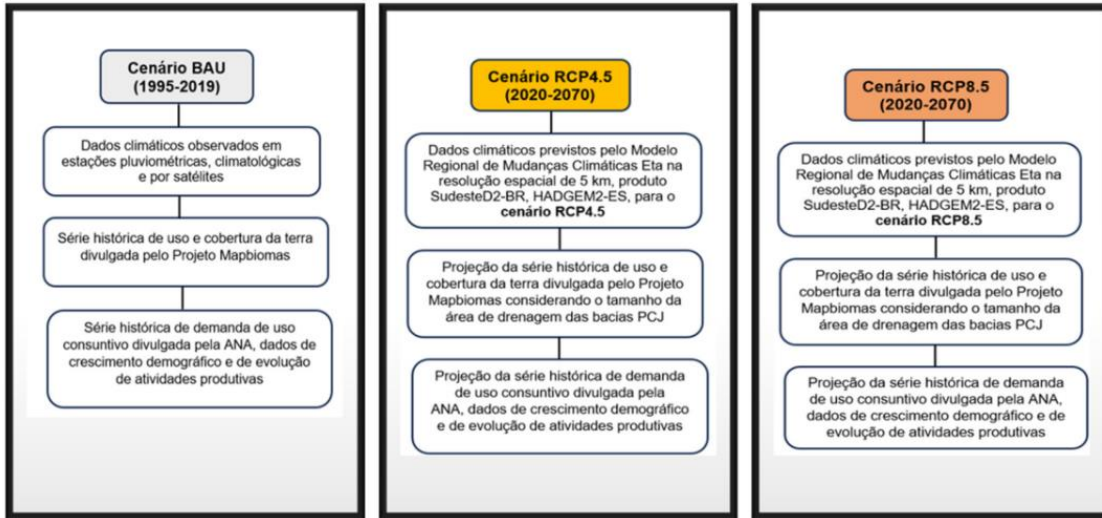 Cenário BAU
(1995-2019)
Dados climáticos observados em
estações pluviométricas, climatológicas
e por satélites
Série histórica de uso e cobertura da terra
divulgada pelo Projeto Mapbiomas
Série histórica de demanda de uso
consuntivo divulgada pela ANA, dados de
crescimento demográfico e de evolução
de atividades produtivas
Cenário RCP4.5
(2020-2070)
Dados climáticos previstos pelo Modelo
Regional de Mudanças Climáticas Eta na
resolução espacial de 5 km, produto
SudesteD2-BR, HADGEM2-ES, para o
cenário RCP4.5
Projeção da série histórica de uso e
cobertura da terra divulgada pelo Projeto
Mapbiomas considerando o tamanho da
área de drenagem das bacias PCJ
Projeção da série histórica de demanda
de uso consuntivo divulgada pela
ANA, dados de crescimento demográfico
e de evolução de atividades produtivas
Cenário RCP8.5
(2020-2070)
Dados climáticos previstos pelo Modelo
Regional de Mudanças Climáticas Eta na
resolução espacial de 5 km, produto
SudesteD2-BR, HADGEM2-ES, para o
cenário RCP8.5
Projeção da série histórica de uso e
cobertura da terra divulgada pelo Projeto
Mapbiomas considerando o tamanho da
área de drenagem das bacias PCJ
Projeção da série histórica de demanda
de uso consuntivo divulgada pela ANA,
dados de crescimento demográfico e de
evolução de atividades produtivas